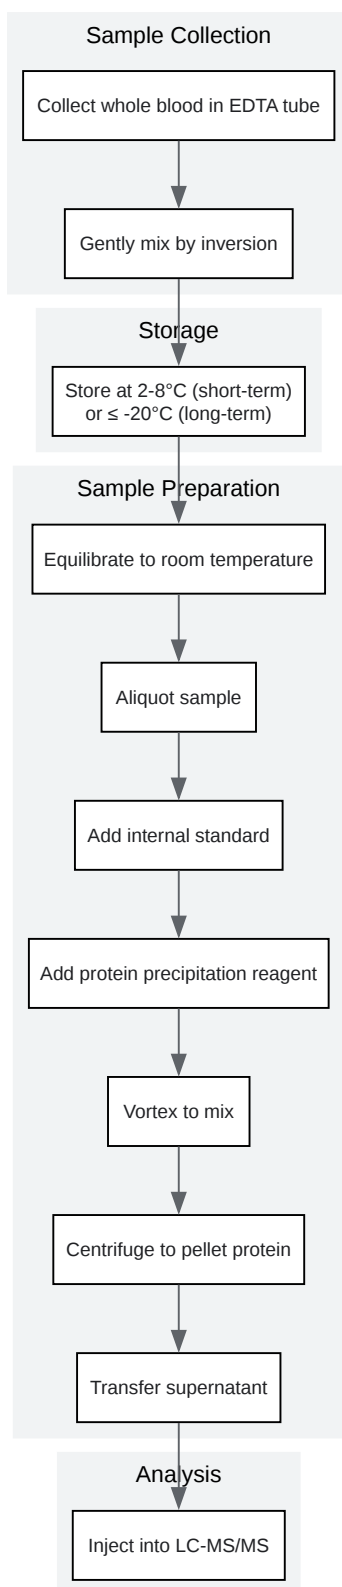 Sample Collection
Collect whole blood in EDTA tube
Gently mix by inversion
Storage
Store at 2-8°C (short-term)
or ≤ -20°C (long-term)
Sample Preparation
Equilibrate to room temperature
Aliquot sample
Add internal standard
Add protein precipitation reagent
Vortex to mix
Centrifuge to pellet protein
Transfer supernatant
Analysis
Inject into LC-MS/MS